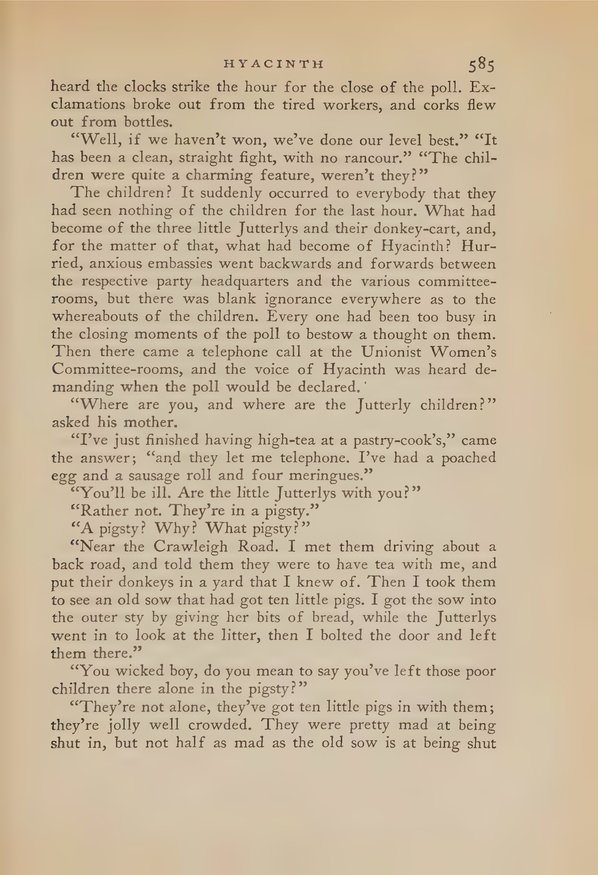 HYACINTH 585
heard the clocks strike the hour for the close of the poll. Ex-
clamations broke out from the tired workers, and corks flew
out from bottles.
“Well, if we haven’t won, we’ve done our level best.” “It
has been a clean, straight fight, with no rancour.” “The chil-
dren were quite a charming feature, weren’t they?”
The children? It suddenly occurred to everybody that they
had seen nothing of the children for the last hour. What had
become of the three little Jutterlys and their donkey-cart, and,
for the matter of that, what had become of Hyacinth? Hur-
ried, anxious embassies went backwards and forwards between
the respective party headquarters and the various committee-
rooms, but there was blank ignorance everywhere as to the
whereabouts of the children. Every one had been too busy in
the closing moments of the poll to bestow a thought on them.
Then there came a telephone call at the Unionist Women’s
Committee-rooms, and the voice of Hyacinth was heard de-
manding when the poll would be declared.
“Where are you, and where are the Jutterly children?”
asked his mother.
“I’ve just finished having high-tea at a pastry-cook’s,” came
the answer; “and they let me telephone. I’ve had a poached
egg and a sausage roll and four meringues.”
“You’ll be ill. Are the little Jutterlys with you?”
“Rather not. They’re in a pigsty.”
“A pigsty? Why? What pigsty?”
“Near the Crawleigh Road. I met them driving about a
back road, and told them they were to have tea with me, and
put their donkeys in a yard that I knew of. Then I took them
to see an old sow that had got ten little pigs. I got the sow into
the outer sty by giving her bits of bread, while the Jutterlys
went in to look at the litter, then I bolted the door and left
them there.”
“You wicked boy, do you mean to say you’ve left those poor
children there alone in the pigsty?”
“They’re not alone, they’ve got ten little pigs in with them;
they’re jolly well crowded. They were pretty mad at being
shut in, but not half as mad as the old sow is at being shut